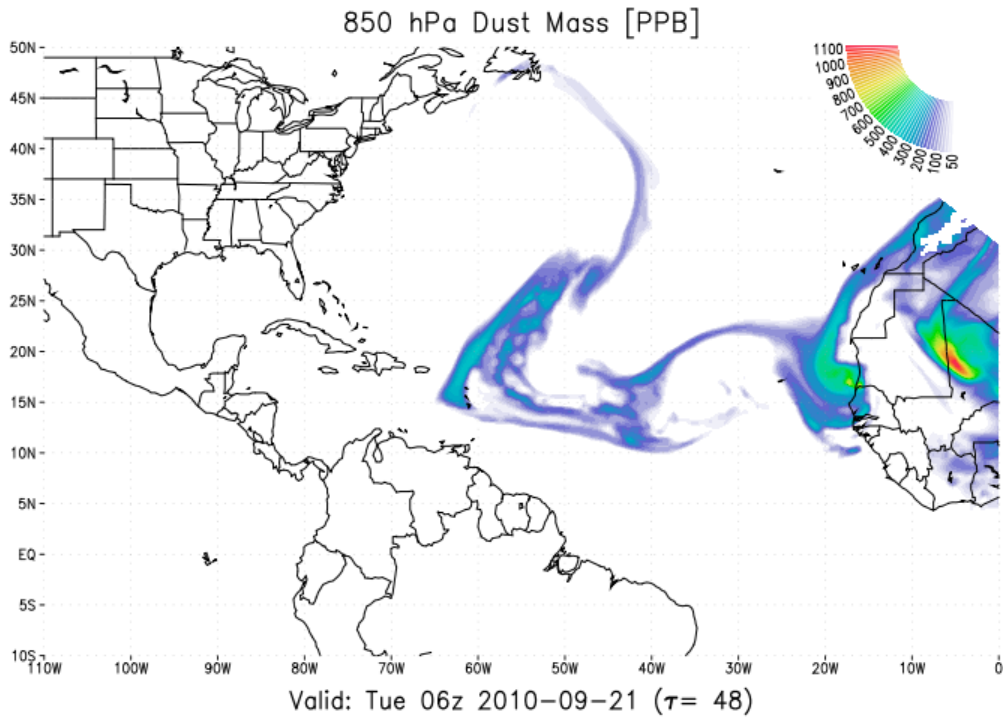 850 hPa Dust Mass [PPB]
50N
45N
40N
35N
30N
25N
20N
15N
10N
5N
EQ
5S
10S
1100
1000
900
800
700
600
500
400
300
200
100
50
110W 100W 90W 80W 70W 60W 50W 40W 30W 20W 10W 0
Valid: Tue 06z 2010-09-21 (τ= 48)